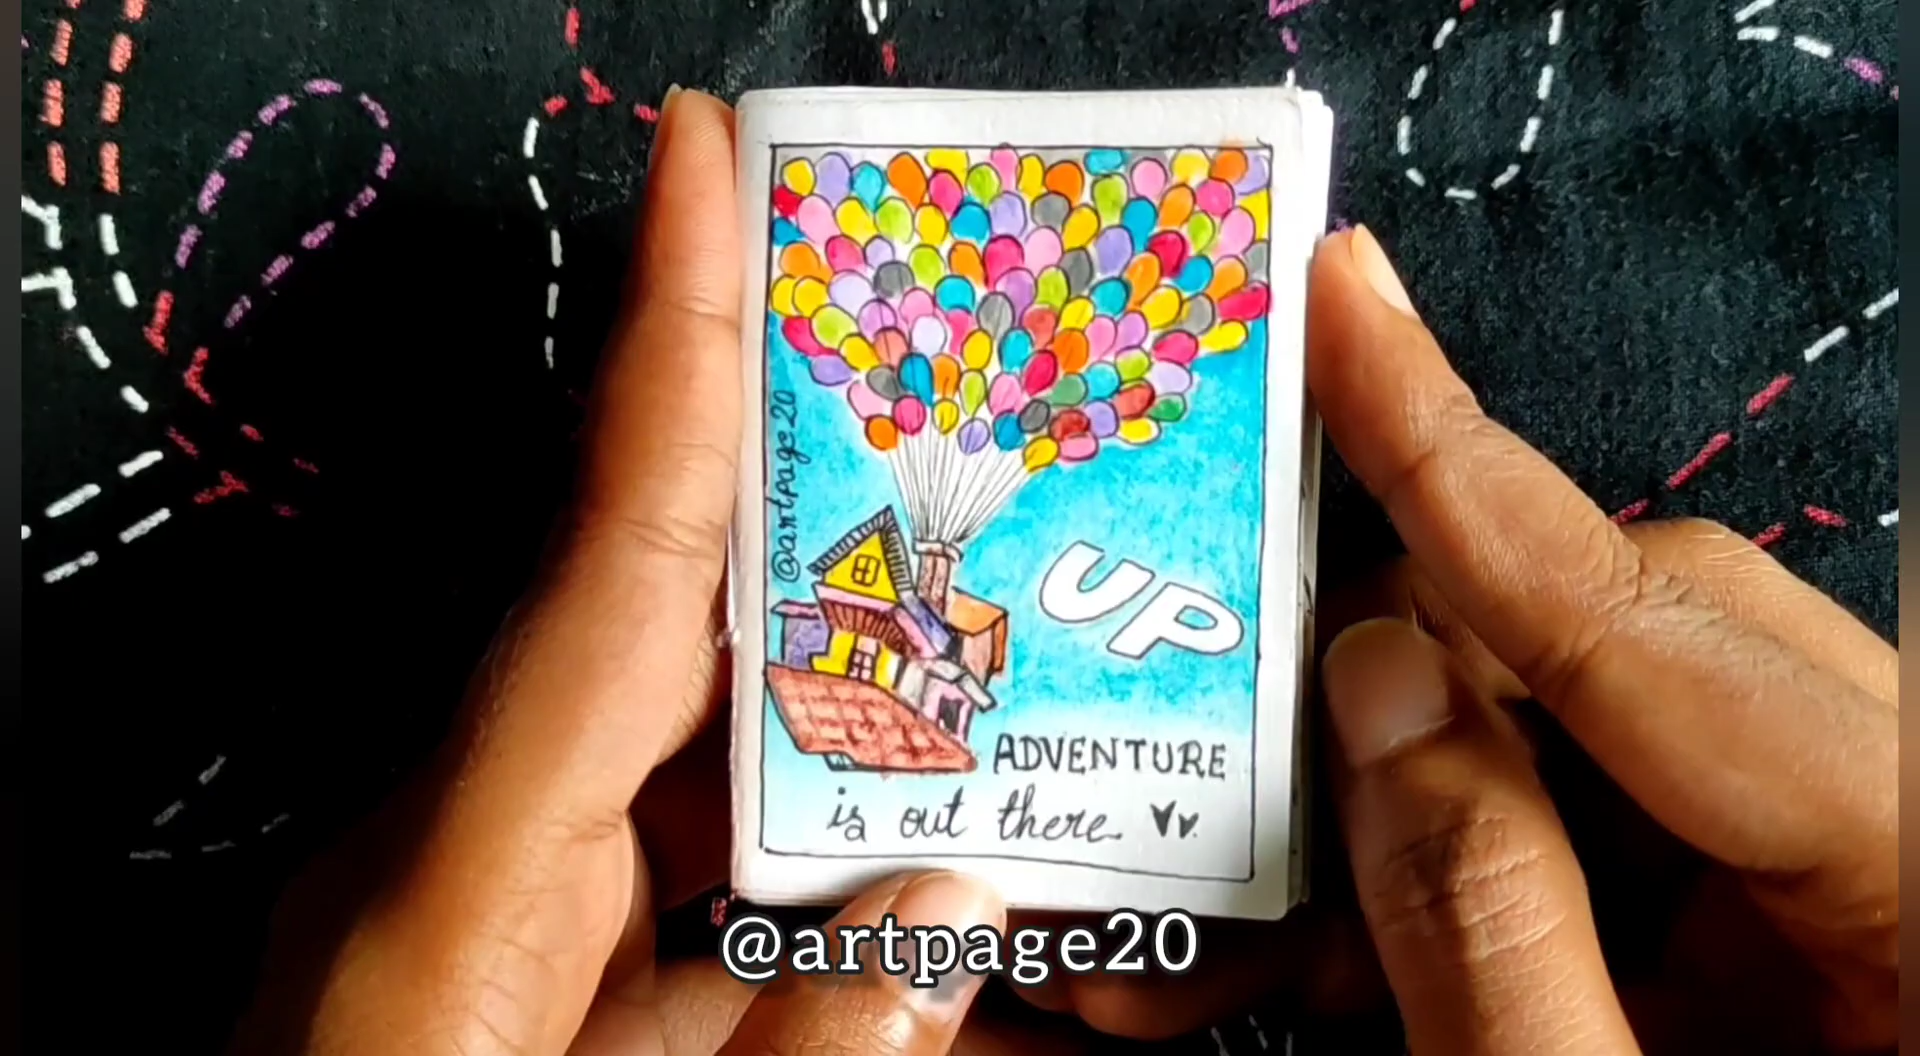 @artpage20
UP
ADVENTURE
is out there
@artpage20